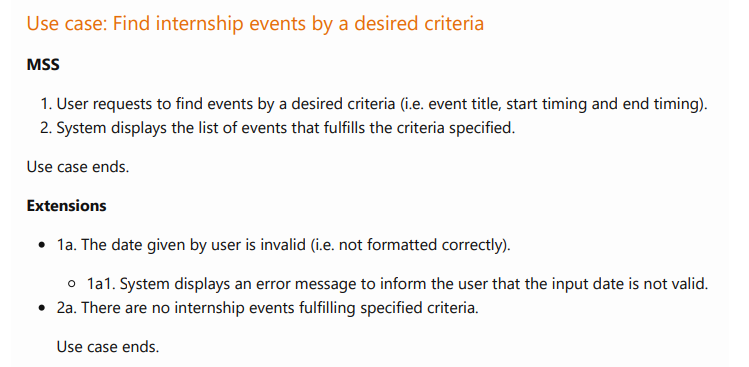 Use case: Find internship events by a desired criteria
MSS
1. User requests to find events by a desired criteria (i.e. event title, start timing and end timing).
2. System displays the list of events that fulfills the criteria specified.
Use case ends.
Extensions
• 1a. The date given by user is invalid (i.e. not formatted correctly).
◦ 1a1. System displays an error message to inform the user that the input date is not valid.
• 2a. There are no internship events fulfilling specified criteria.
Use case ends.